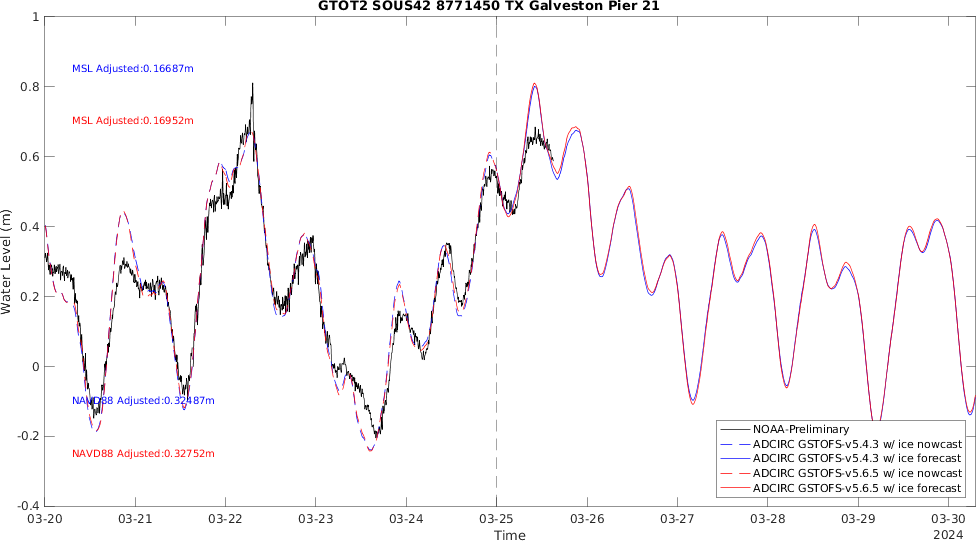 GTOT2 SOUS42 8771450 TX Galveston Pier 21
1
0.8
0.6
0.4
0.2
0
-0.2
-0.4
Water Level (m)
MSL Adjusted:0.16687m
MSL Adjusted:0.16952m
NAVD88 Adjusted:0.32487m
NAVD88 Adjusted:0.32752m
NOAA-Preliminary
ADCIRC GSTOFS-v5.4.3 w/ ice nowcast
ADCIRC GSTOFS-v5.4.3 w/ ice forecast
ADCIRC GSTOFS-v5.6.5 w/ ice nowcast
ADCIRC GSTOFS-v5.6.5 w/ ice forecast
03-20 03-21 03-22 03-23 03-24 03-25 03-26 03-27 03-28 03-29 03-30
Time
2024